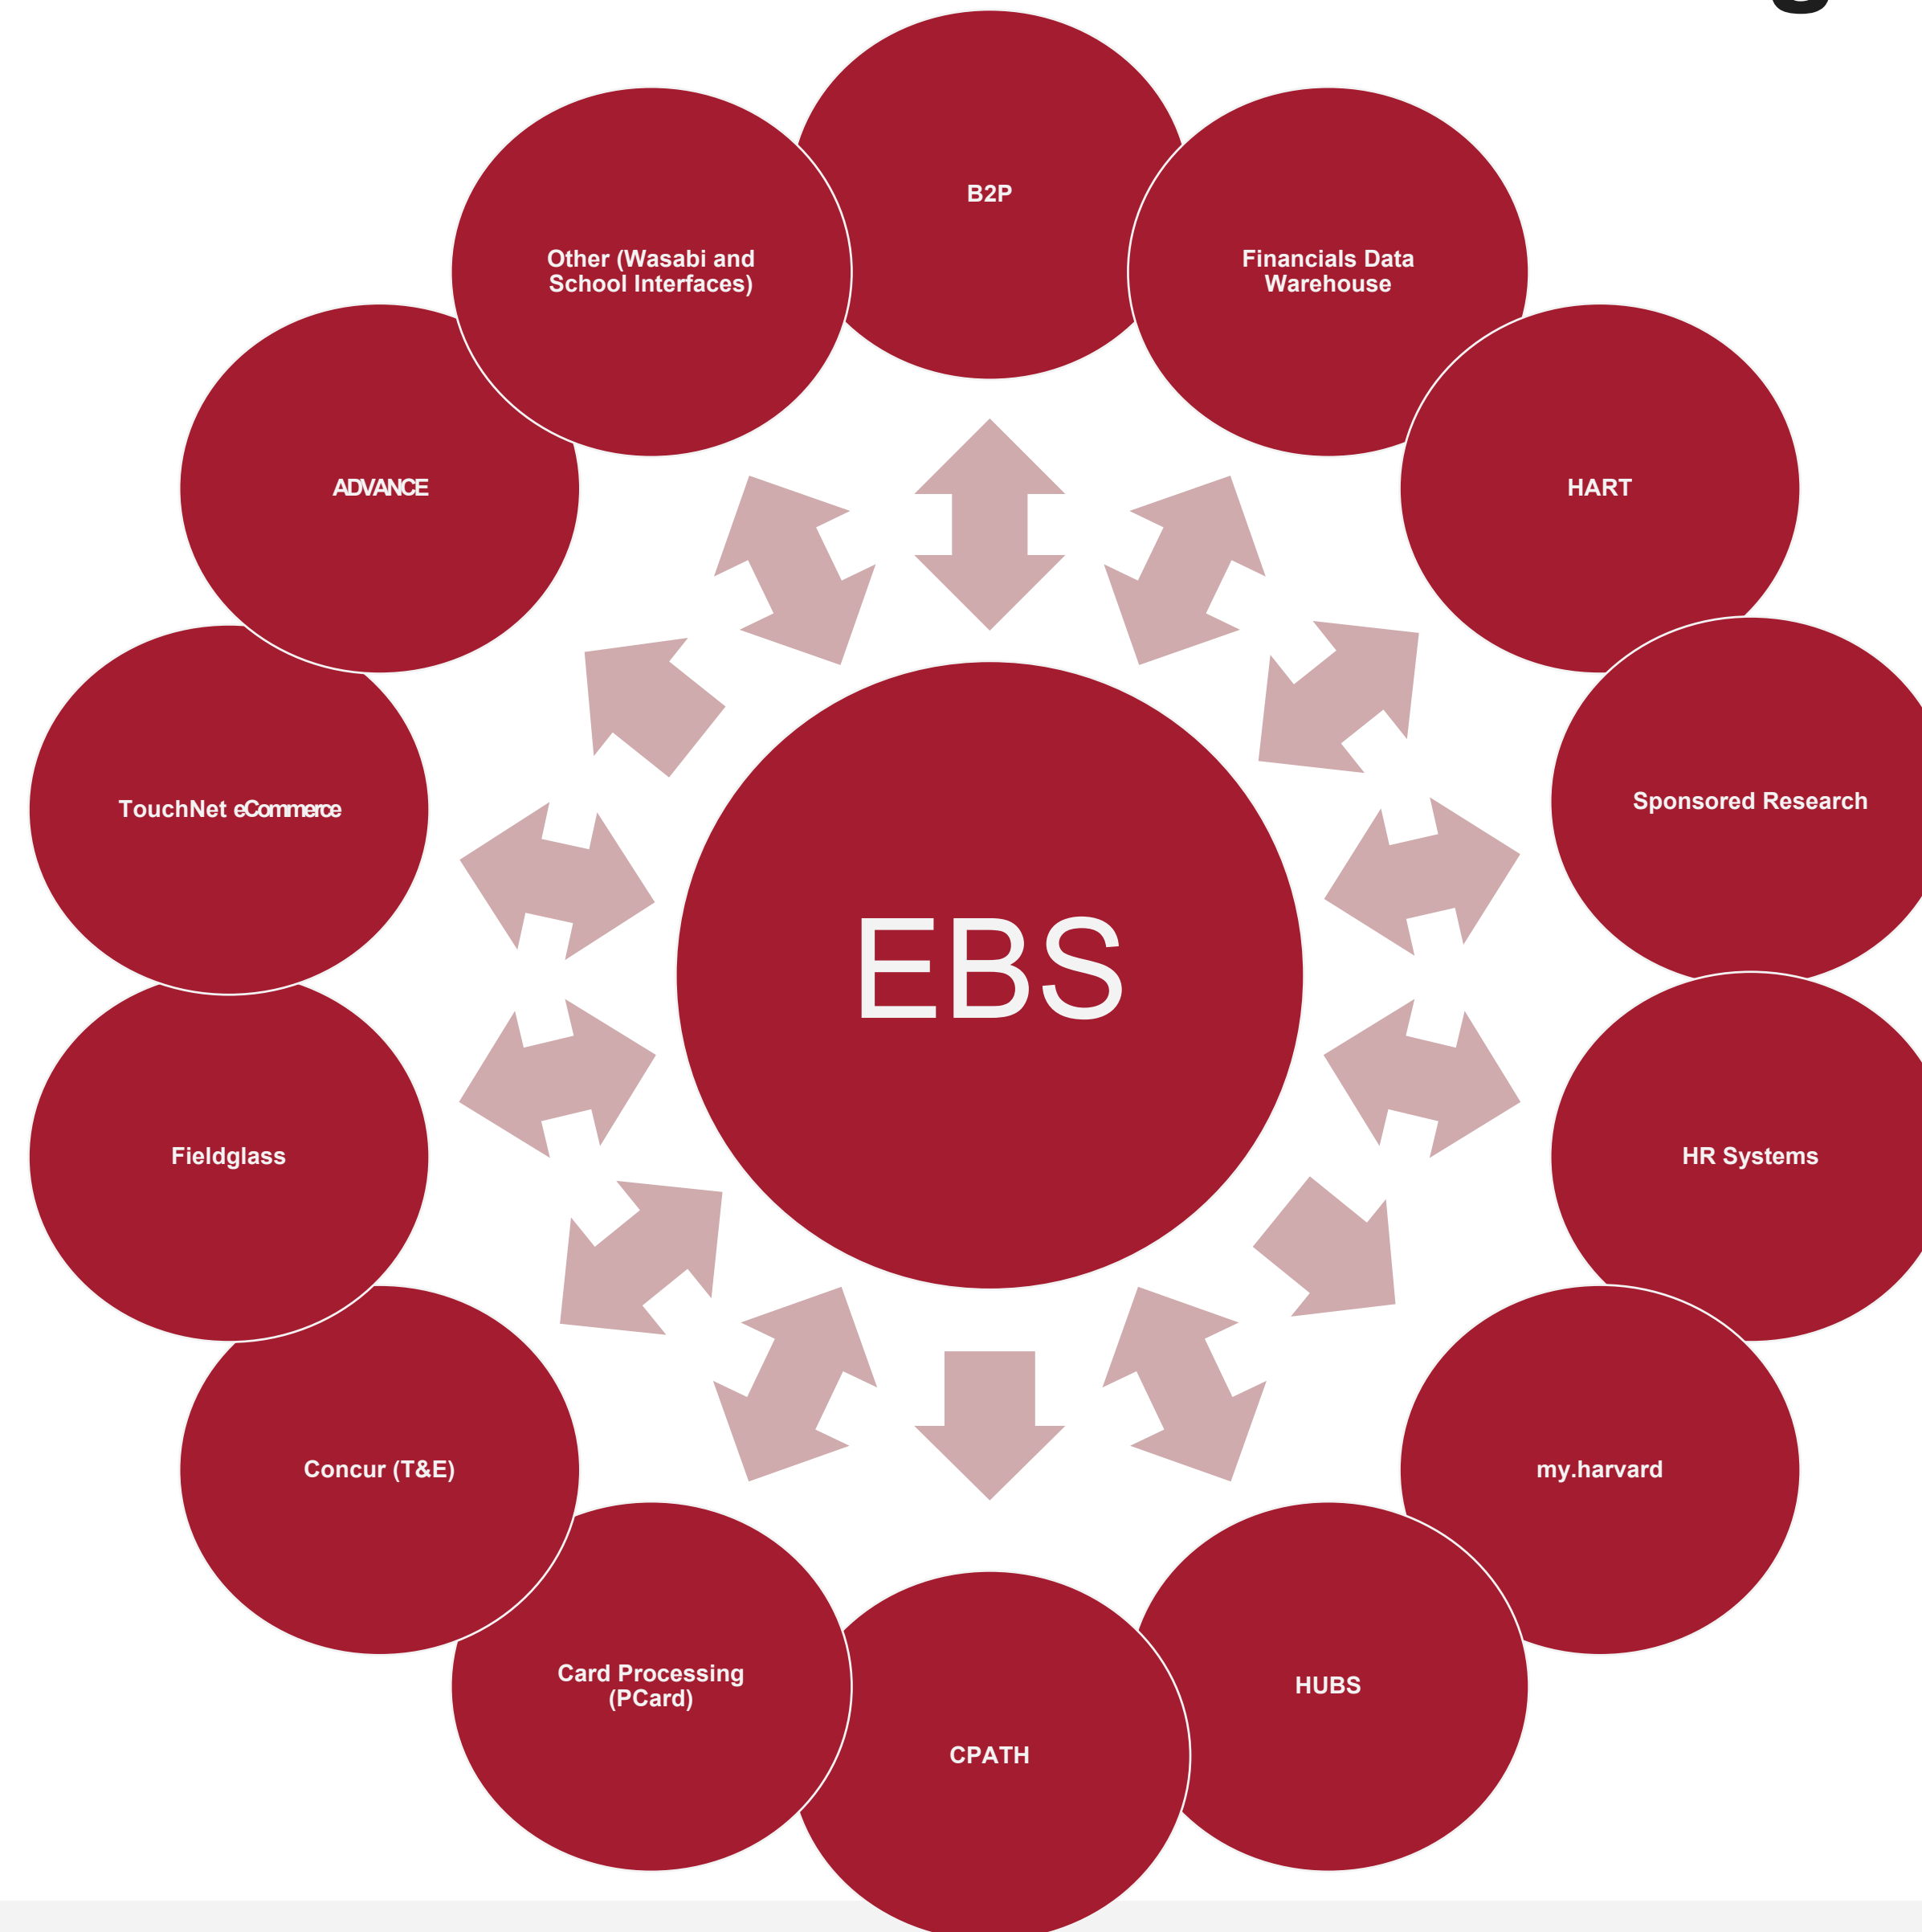 B2P
Financials Data
Warehouse
HART
Sponsored Research
HR Systems
my.harvard
HUBS
CPATH
Card Processing
(PCard)
Concur (T&E)
Fieldglass
TouchNet eCommerce
ADVANCE
Other (Wasabi and
School Interfaces)
EBS